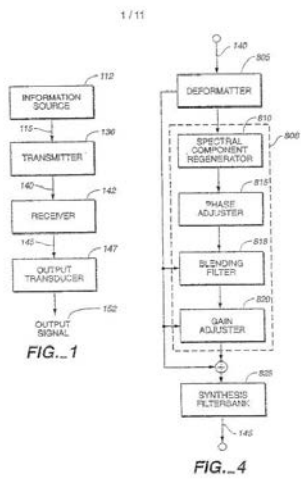 1 / 11
112
INFORMATION
SOURCE
115
136
TRANSMITTER
140
142
RECEIVER
145
147
OUTPUT
TRANSDUCER
152
OUTPUT
SIGNAL
FIG._1
140
805
DEFORMATTER
810
800
SPECTRAL
COMPONENT
REGENERATOR
815
PHASE
ADJUSTER
818
BLENDING
FILTER
820
GAIN
ADJUSTER
825
SYNTHESIS
FILTERBANK
145
FIG._4